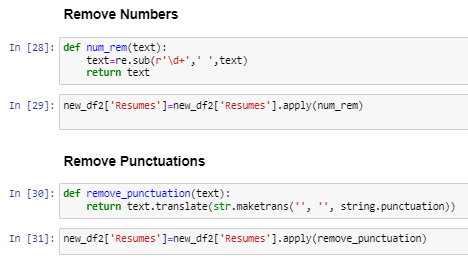 Remove Numbers
In [28]: def num_rem(text):
text=re.sub(r'\d+',' ',text)
return text
In [29]: new_df2['Resumes']=new_df2['Resumes'].apply(num_rem)
Remove Punctuations
In [30]: def remove_punctuation(text):
return text.translate(str.maketrans('', '', string.punctuation))
In [31]: new_df2['Resumes']=new_df2['Resumes'].apply(remove_punctuation)